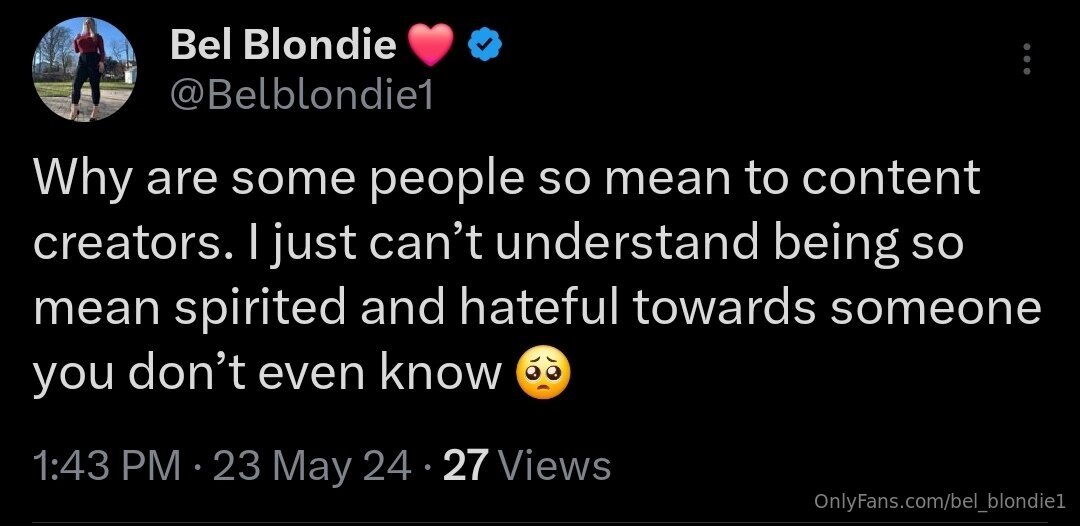 Bel Blondie ❤️
@Belblondie1
Why are some people so mean to content
creators. I just can’t understand being so
mean spirited and hateful towards someone
you don’t even know 🥺
1:43 PM · 23 May 24 · 27 Views
OnlyFans.com/bel_blondie1